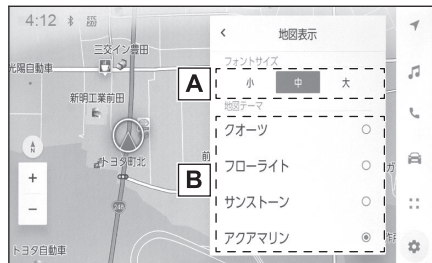 4:12
三交イン豊田
光陽自動車
新明工業前田
トヨタ町北
前
248
トヨタ自動車
N
+
−
地図表示
フォントサイズ
A
小 中 大
地図テーマ
B
クオーツ
フローライト
サンストーン
アクアマリン
ガ